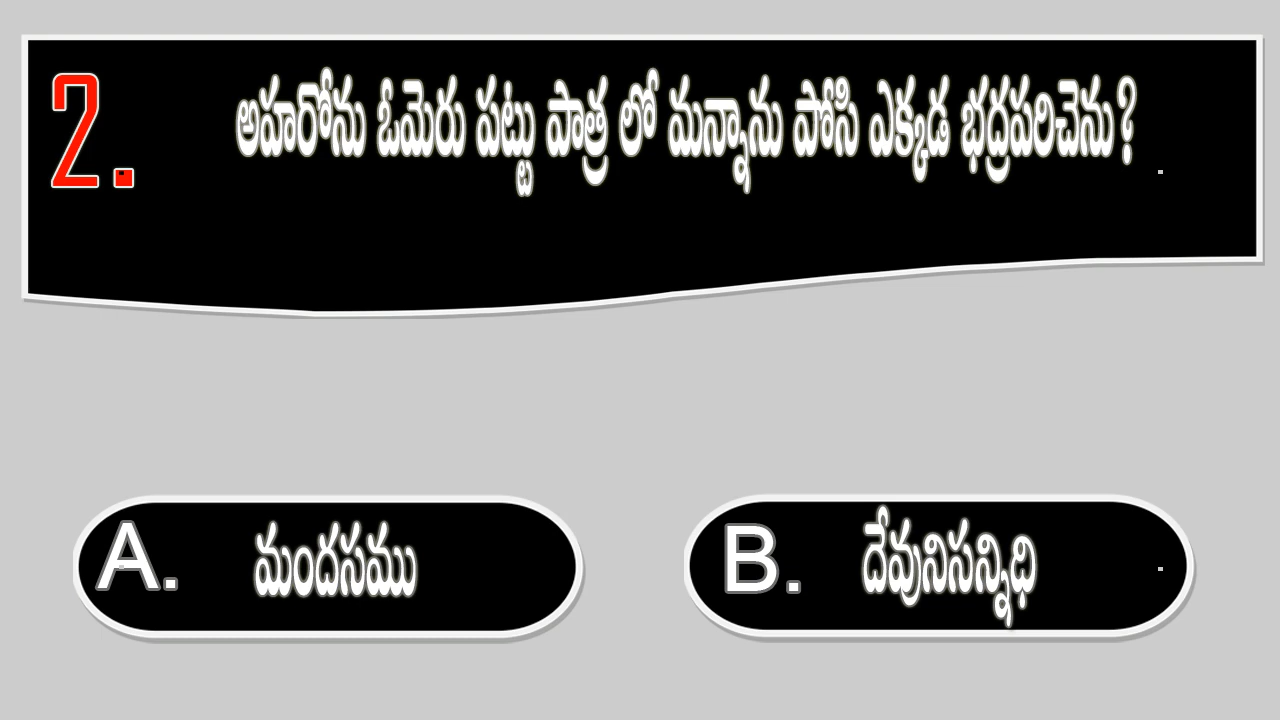 2. అహరోను ఓమెరు పట్టు పాత్ర లో మన్నాను పోసి ఎక్కడ భద్రపరిచెను?
A. మందసము
B. దేవునిసన్నిధి